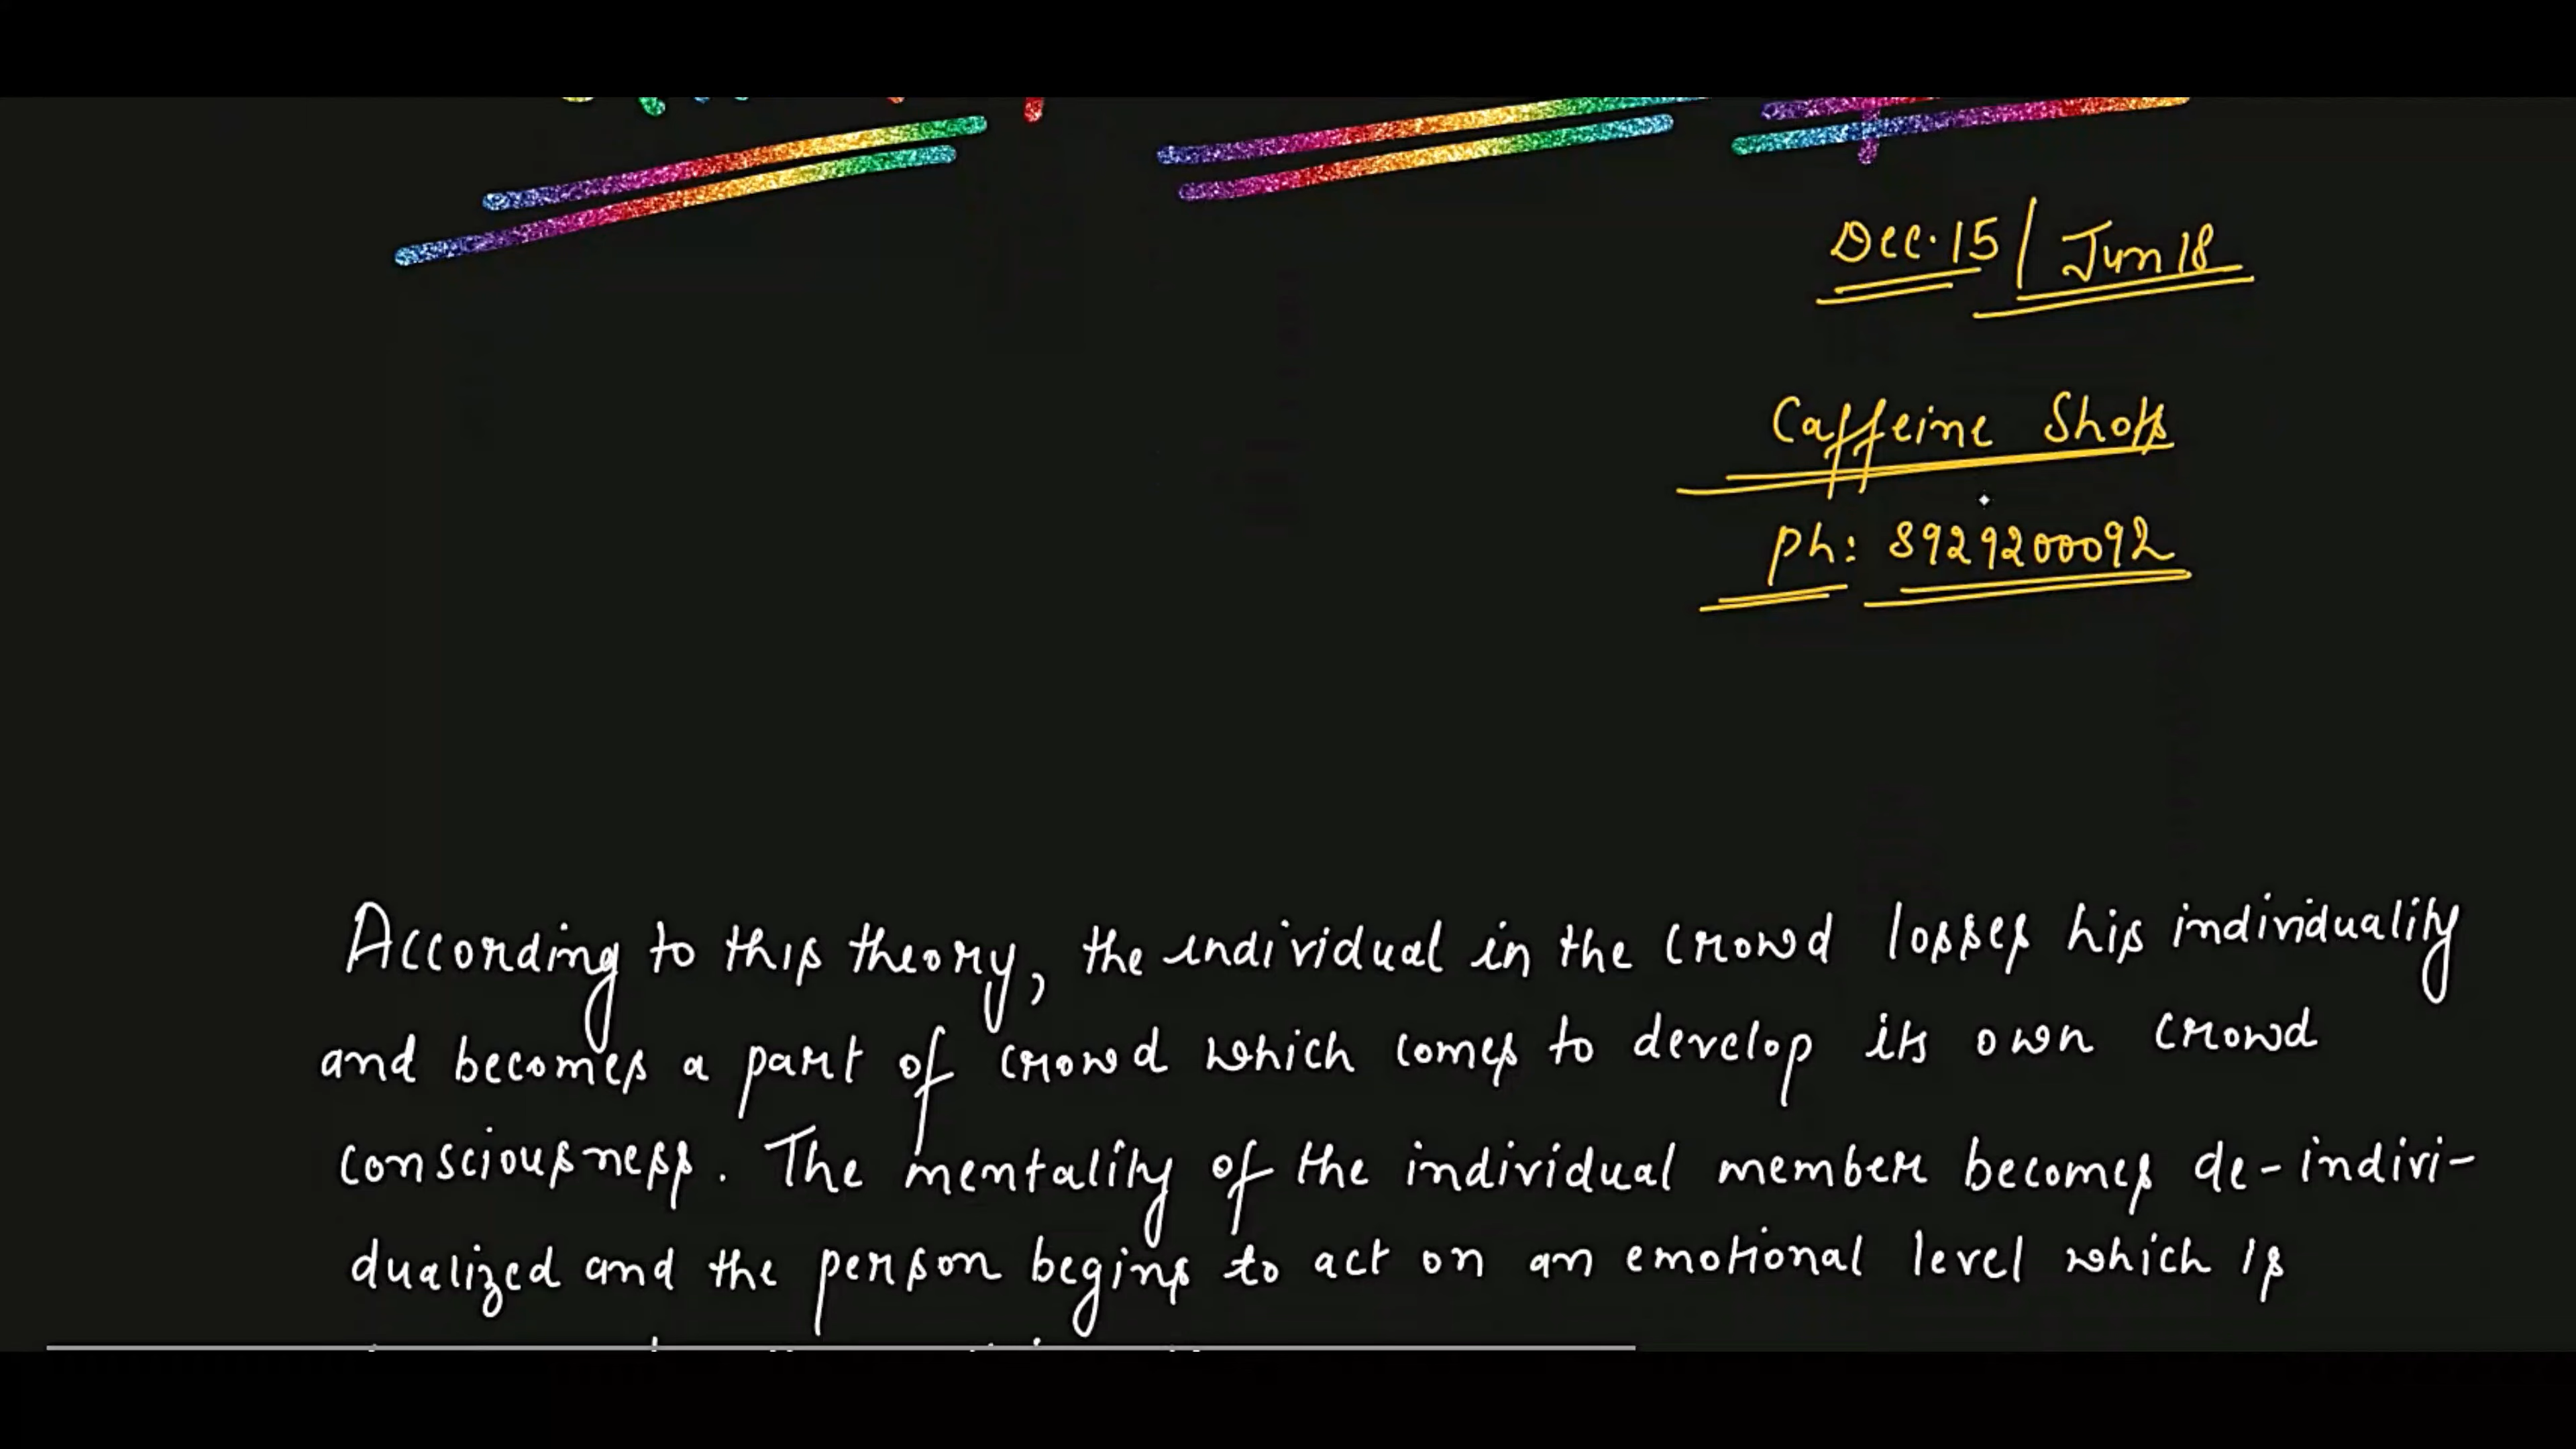 Dec. 15 / Jun 18
Caffeine Shots
Ph: 8929200092
According to this theory, the individual in the crowd losses his individuality
and becomes a part of crowd which comes to develop its own crowd
consciousness. The mentality of the individual member becomes de-indivi-
dualized and the person begins to act on an emotional level which is